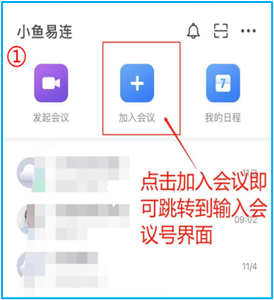 小鱼易连
①
发起会议
加入会议
7
我的日程
点击加入会议即
可跳转到输入会
议号界面
09:02
11/4